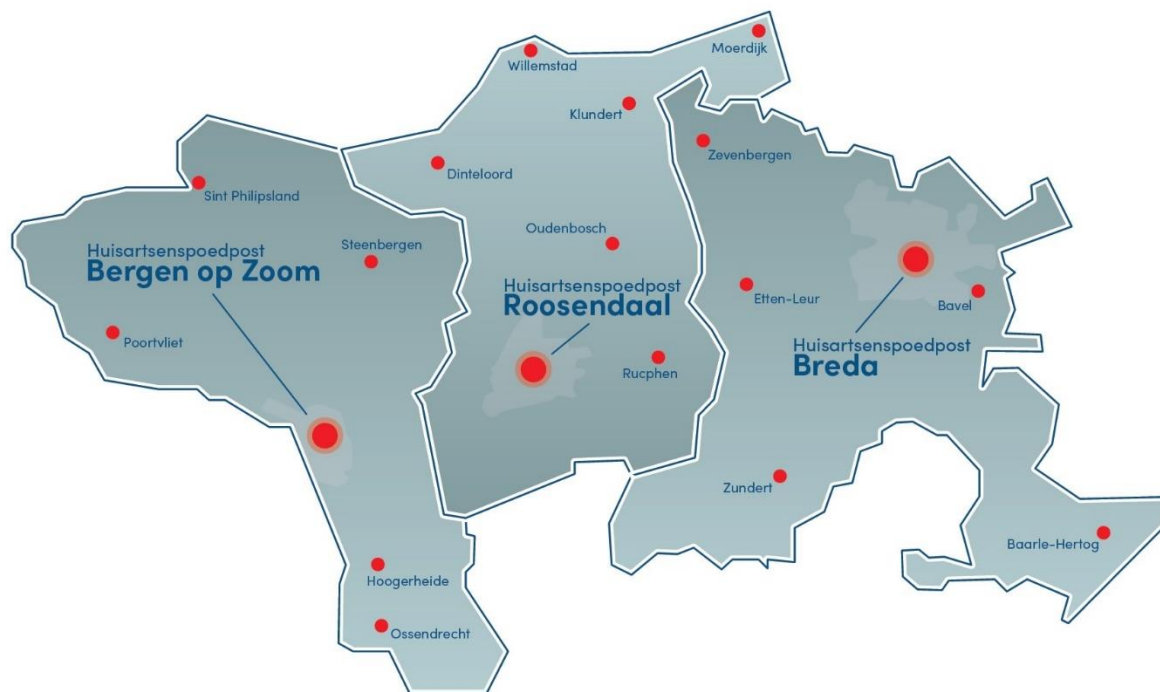 Moerdijk
Willemstad
Klundert
Zevenbergen
Dinteloord
Sint Philipsland
Oudenbosch
Steenbergen
Huisartsenspoedpost
Bergen op Zoom
Huisartsenspoedpost
Roosendaal
Etten-Leur
Bavel
Poortvliet
Huisartsenspoedpost
Breda
Rucphen
Zundert
Baarle-Hertog
Hoogerheide
Ossendrecht